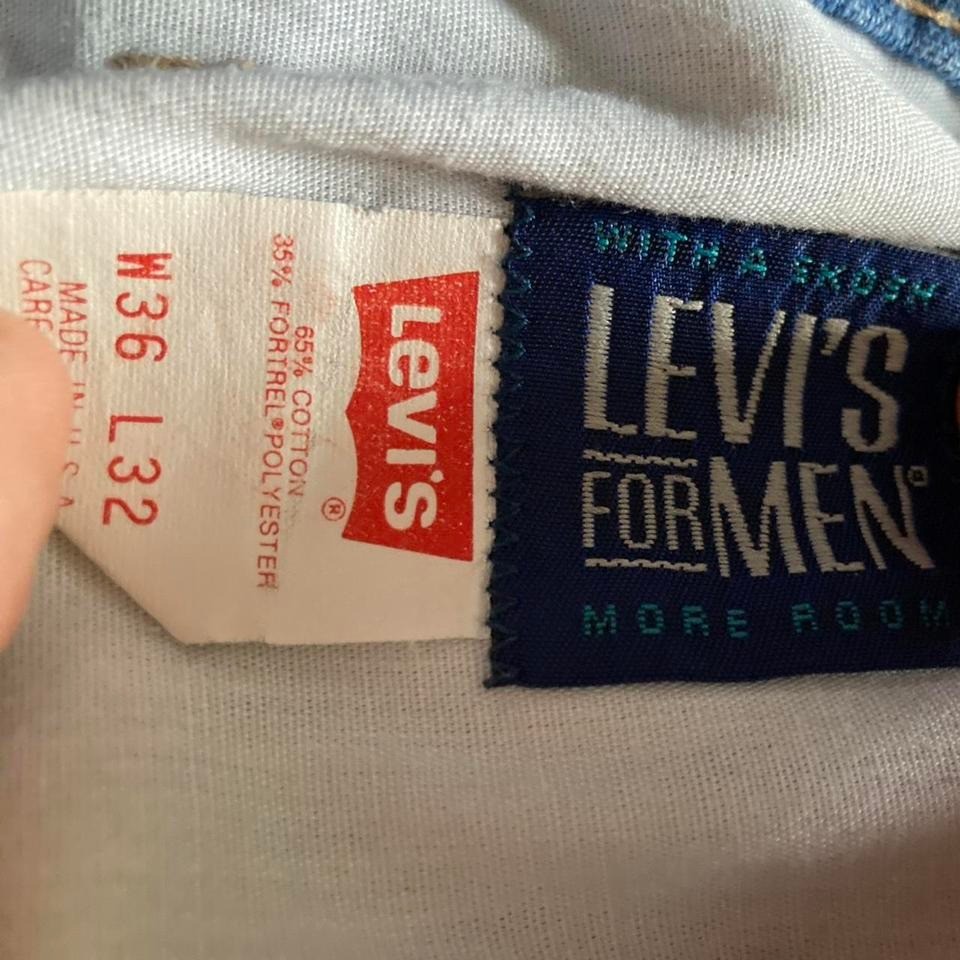 Levi's
®
65% COTTON
35% FORTREL®POLYESTER
W36 L32
MADE IN U.S.A.
CARE
WITH A SKOSH
LEVI'S
FOR MEN®
MORE ROOM